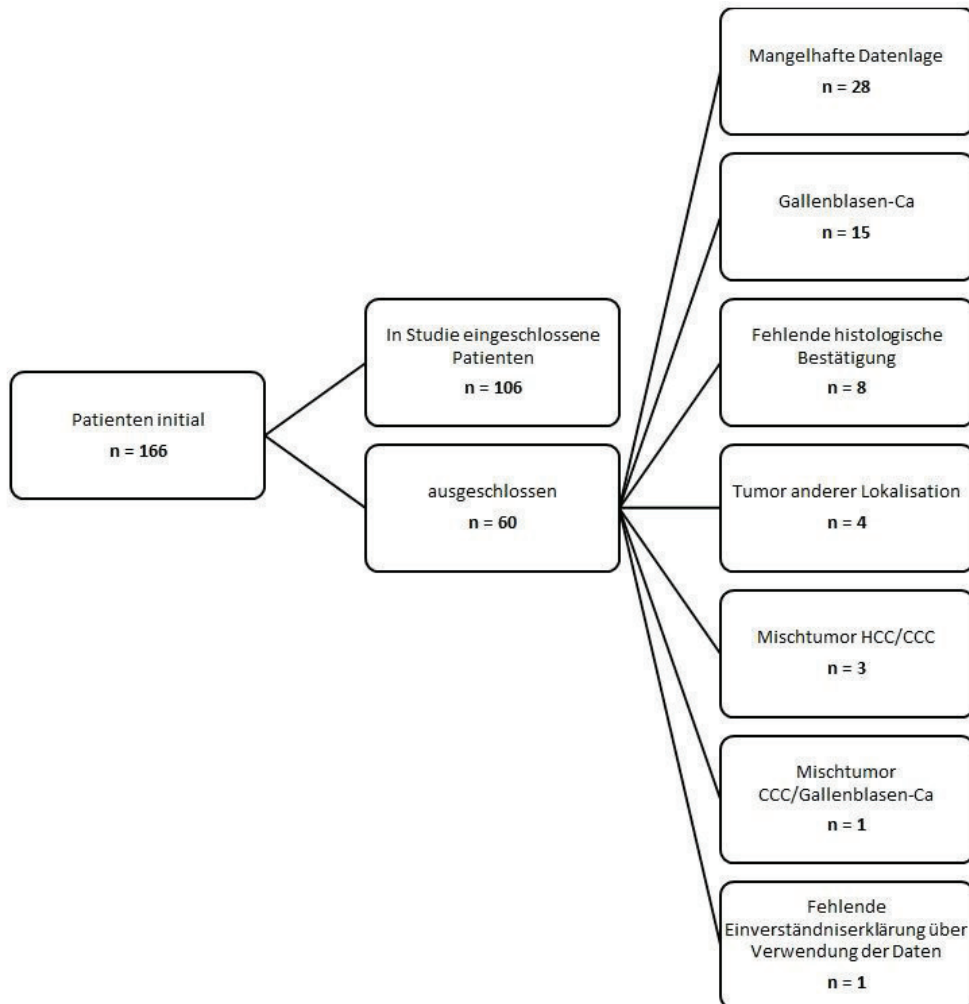 Patienten initial
n = 166
In Studie eingeschlossene
Patienten
n = 106
ausgeschlossen
n = 60
Mangelhafte Datenlage
n = 28
Gallenblasen-Ca
n = 15
Fehlende histologische
Bestätigung
n = 8
Tumor anderer Lokalisation
n = 4
Mischtumor HCC/CCC
n = 3
Mischtumor
CCC/Gallenblasen-Ca
n = 1
Fehlende
Einverständniserklärung über
Verwendung der Daten
n = 1